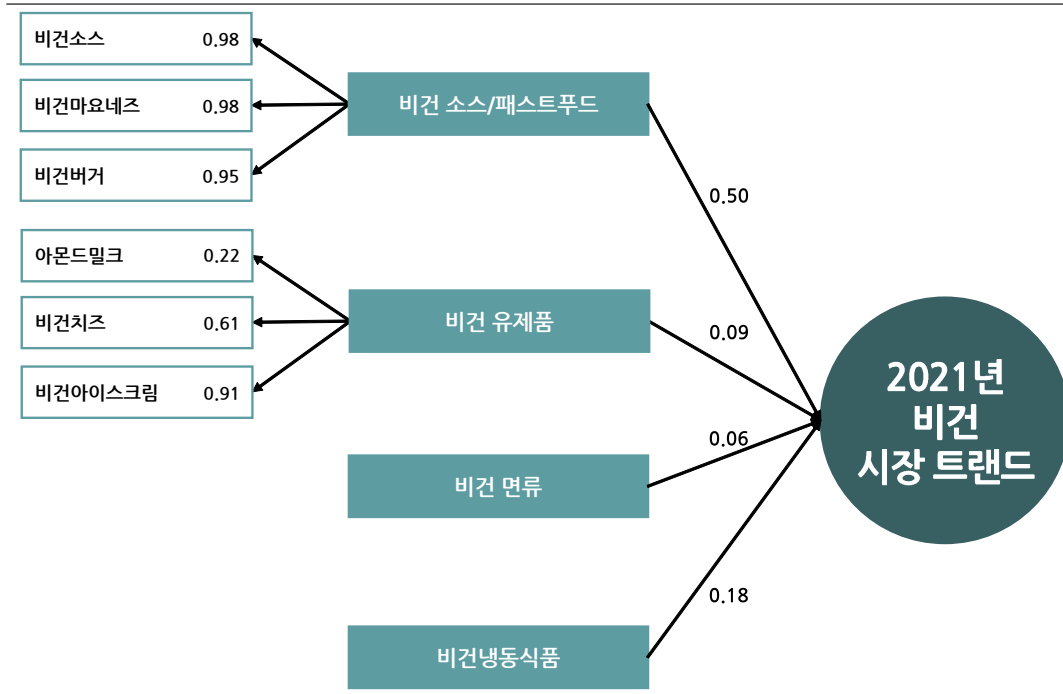 비건소스 0.98
비건마요네즈 0.98
비건버거 0.95
비건 소스/패스트푸드
0.50
아몬드밀크 0.22
비건치즈 0.61
비건아이스크림 0.91
비건 유제품
0.09
비건 면류
0.06
비건냉동식품
0.18
2021년
비건
시장 트랜드